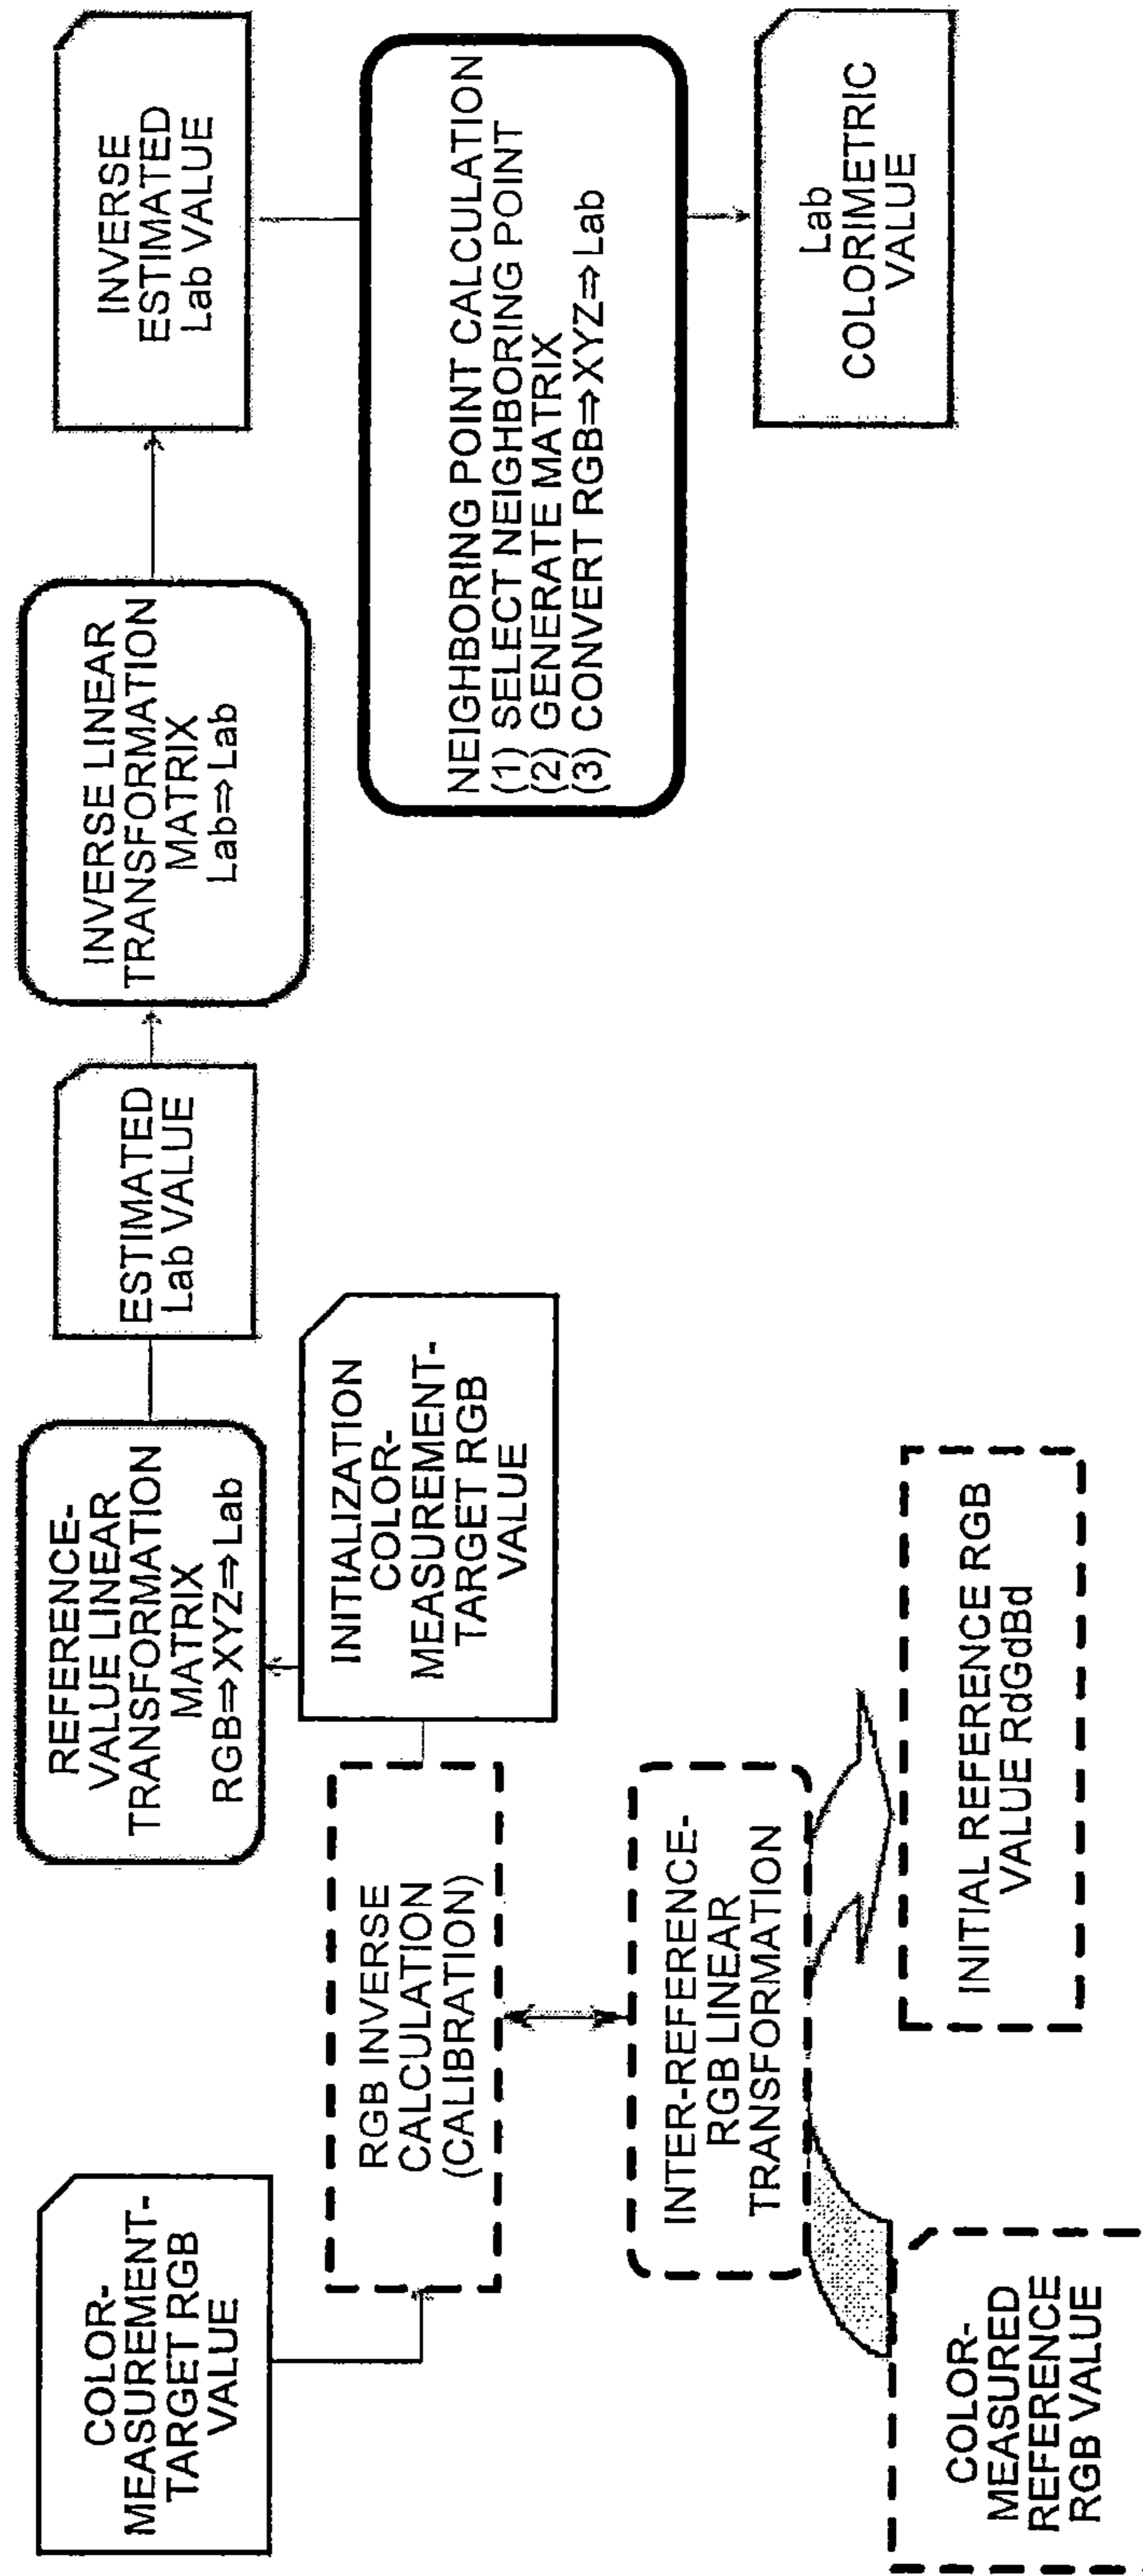 COLOR-
MEASUREMENT-
TARGET RGB
VALUE
RGB INVERSE
CALCULATION
(CALIBRATION)
INTER-REFERENCE-
RGB LINEAR
TRANSFORMATION
COLOR-
MEASURED
REFERENCE
RGB VALUE
INITIAL REFERENCE RGB
VALUE RdGdBd
INITIALIZATION
COLOR-
MEASUREMENT-
TARGET RGB
VALUE
REFERENCE-
VALUE LINEAR
TRANSFORMATION
MATRIX
RGB⇒XYZ⇒Lab
ESTIMATED
Lab VALUE
INVERSE LINEAR
TRANSFORMATION
MATRIX
Lab⇒Lab
INVERSE
ESTIMATED
Lab VALUE
NEIGHBORING POINT CALCULATION
(1) SELECT NEIGHBORING POINT
(2) GENERATE MATRIX
(3) CONVERT RGB⇒XYZ⇒Lab
Lab
COLORIMETRIC
VALUE